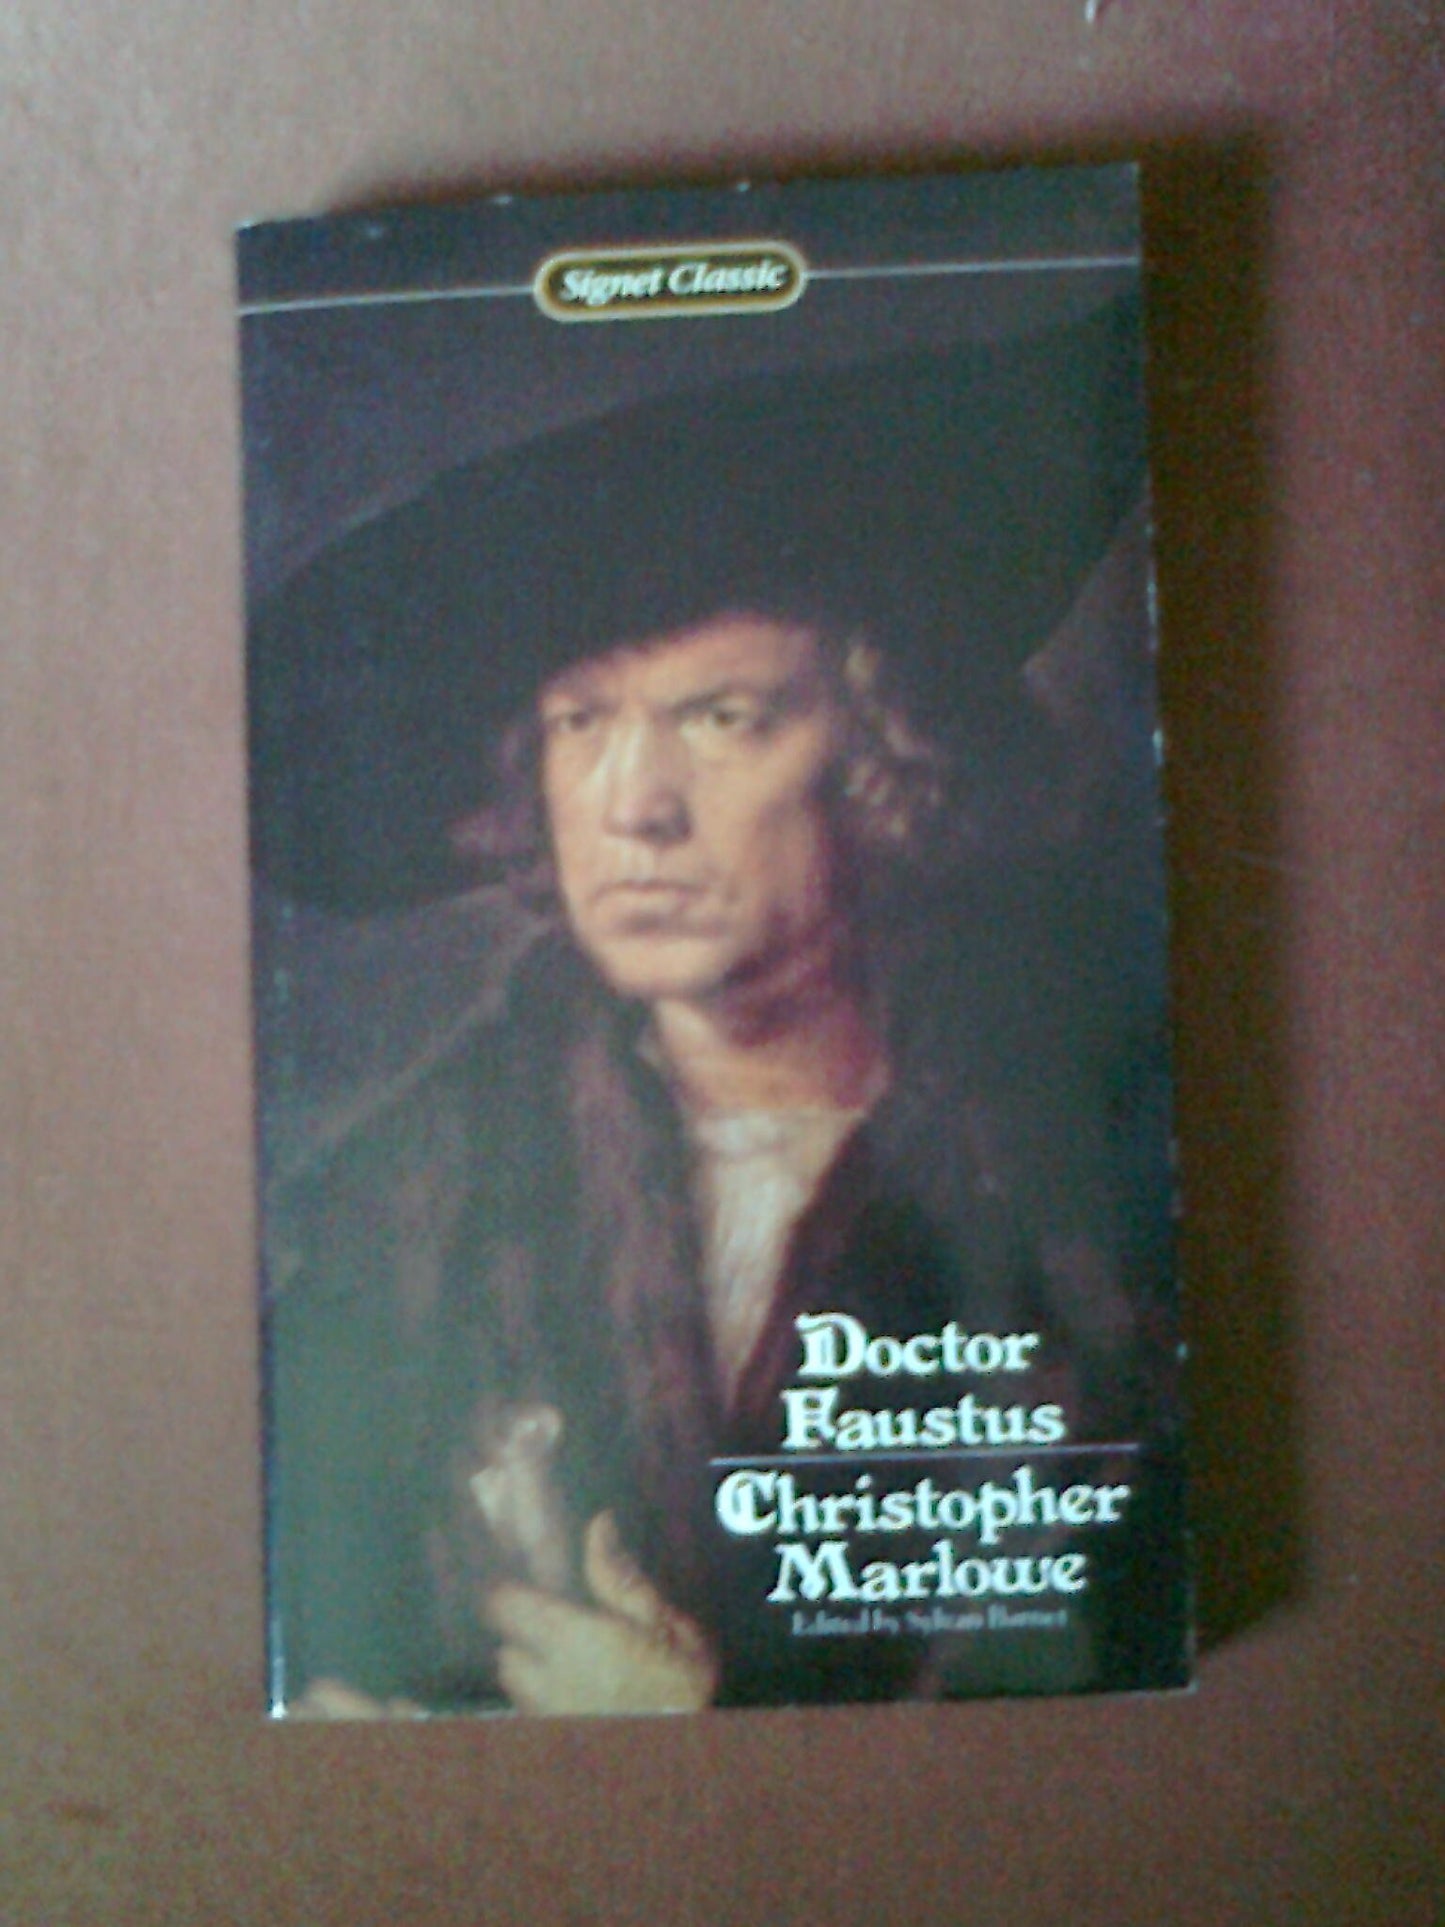 Signet Classic
Doctor
Faustus
Christopher
Marlowe
Edited by Sylvan Barnet